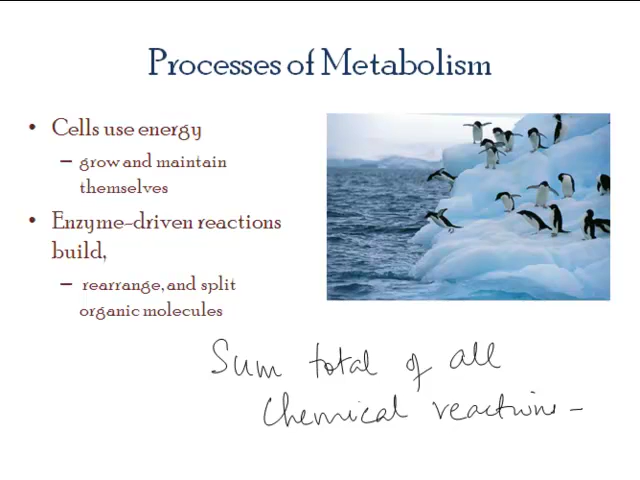 Processes of Metabolism
• Cells use energy
– grow and maintain
themselves
• Enzyme-driven reactions
build,
– rearrange, and split
organic molecules
Sum total of all
Chemical reactions –